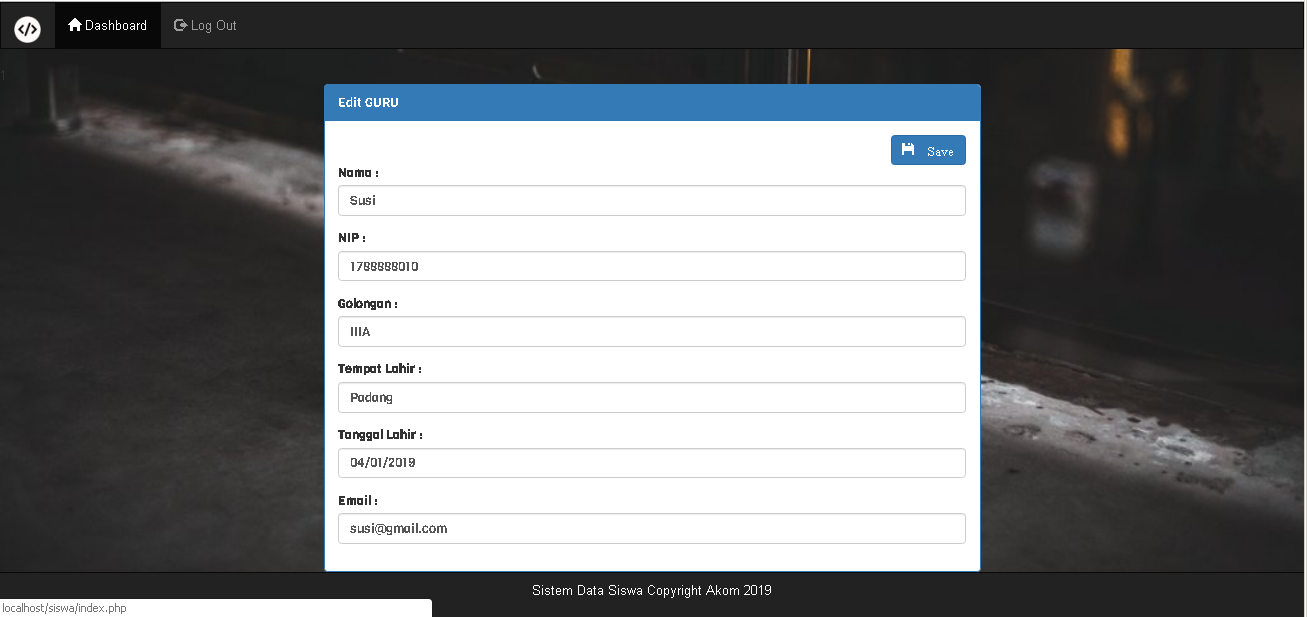 </>
Dashboard
Log Out
1
Edit GURU
Save
Nama :
Susi
NIP :
1788888010
Golongan :
IIIA
Tempat Lahir :
Padang
Tanggal Lahir :
04/01/2019
Email :
susi@gmail.com
Sistem Data Siswa Copyright Akom 2019
localhost/siswa/index.php